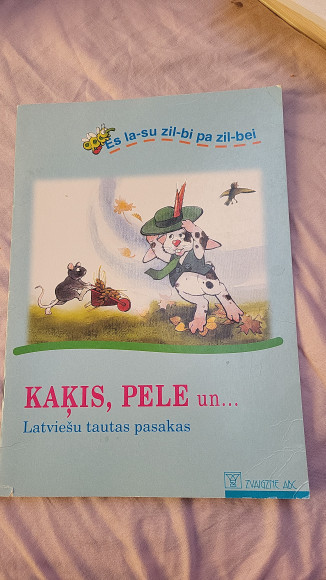 Es la-su zil-bi pa zil-bei
KAĶIS, PELE un...
Latviešu tautas pasakas
ZVAIGZNE ABC